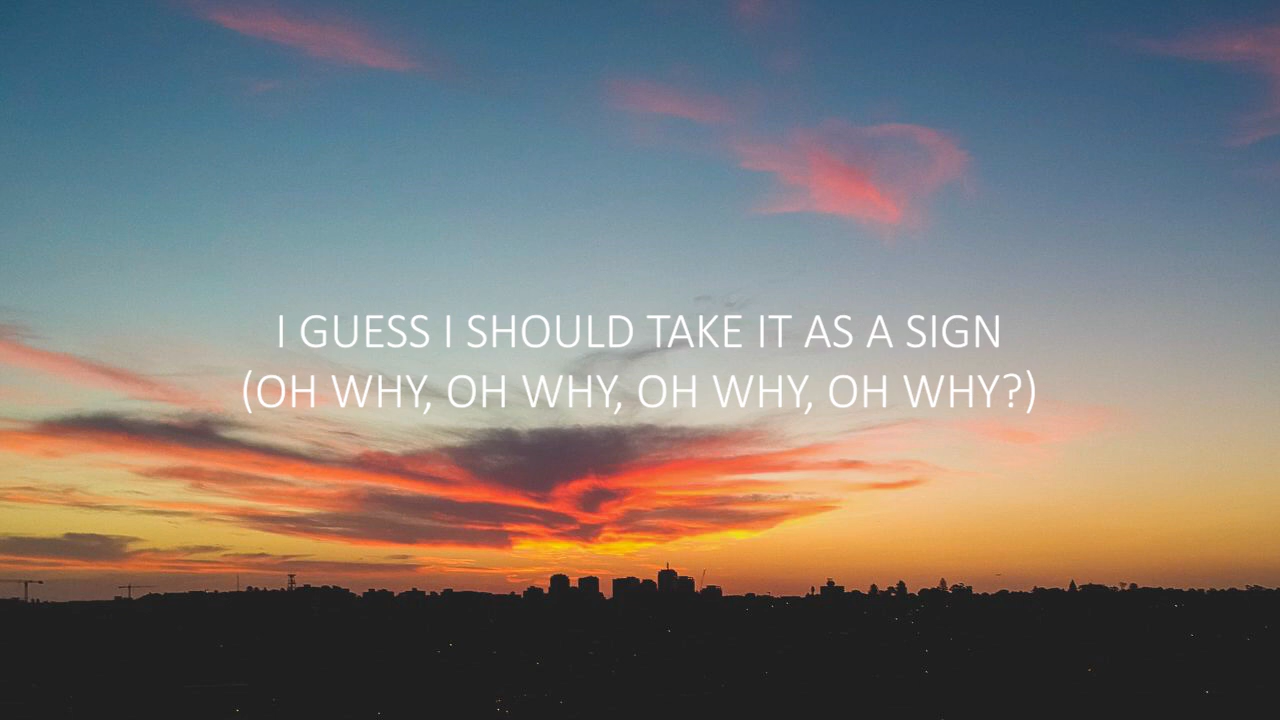 I GUESS I SHOULD TAKE IT AS A SIGN
(OH WHY, OH WHY, OH WHY, OH WHY?)